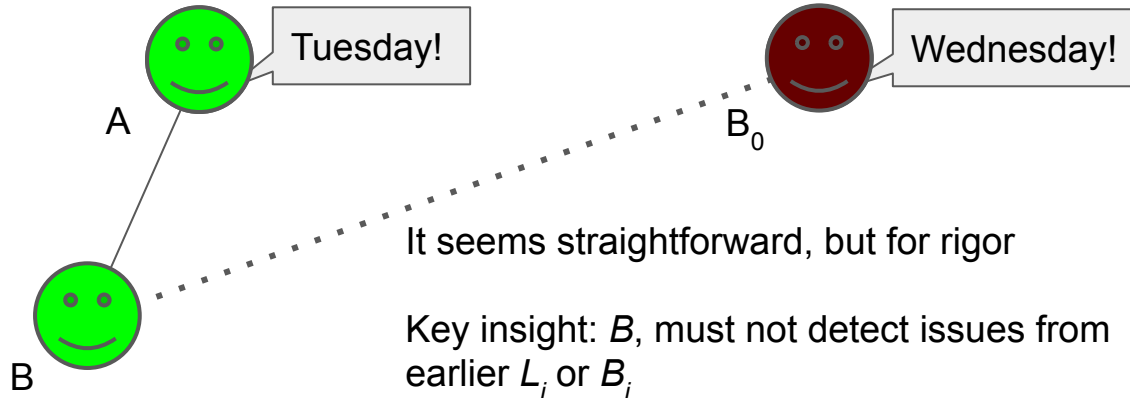 Tuesday!
Wednesday!
A
B₀
It seems straightforward, but for rigor
Key insight: B, must not detect issues from
earlier Lᵢ or Bᵢ
B